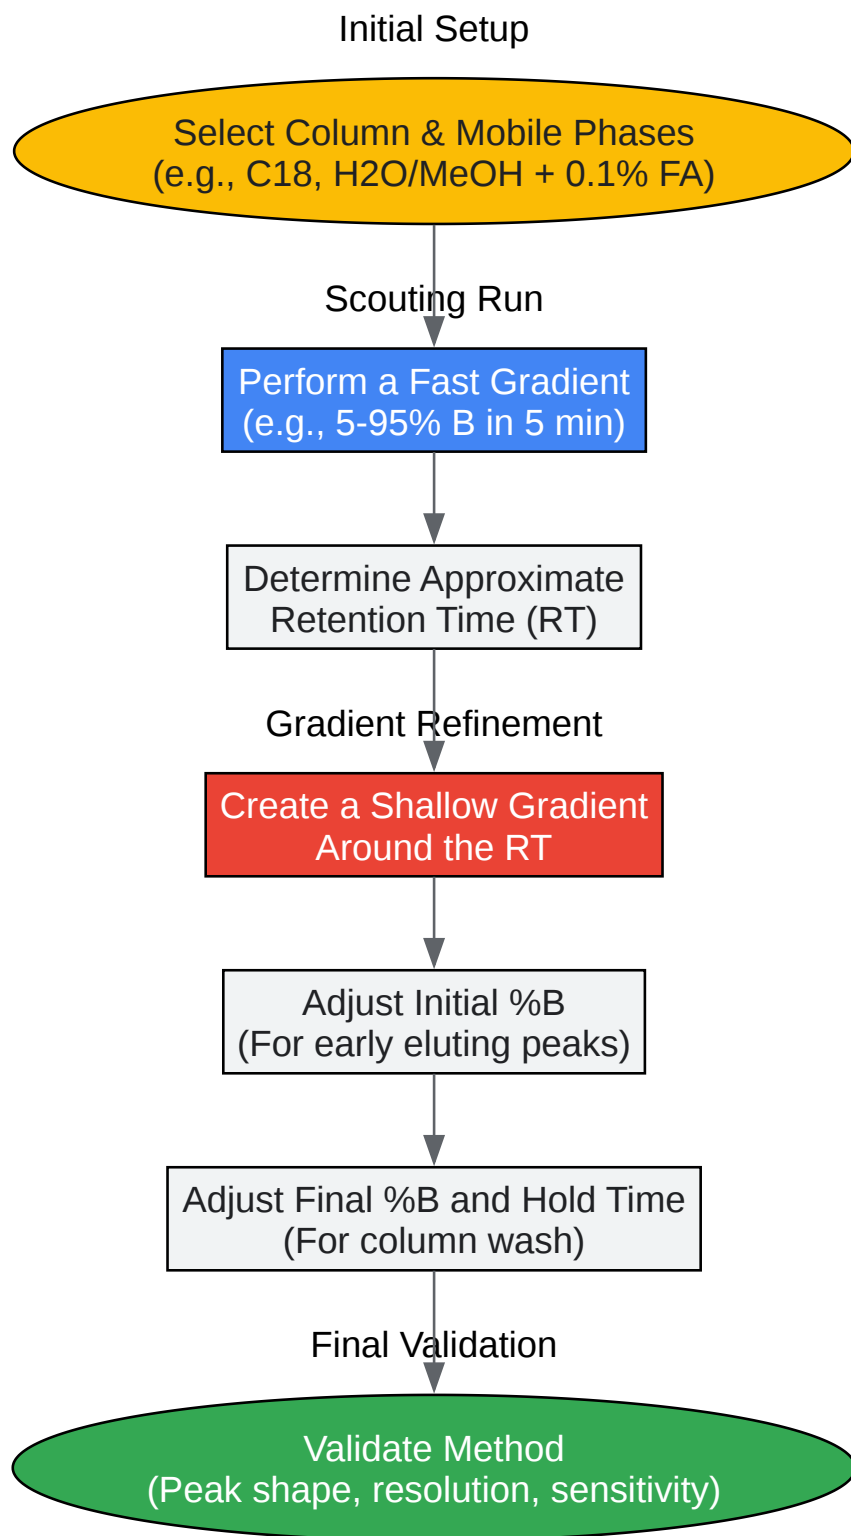 Initial Setup
Select Column & Mobile Phases
(e.g., C18, H2O/MeOH + 0.1% FA)
Scouting Run
Perform a Fast Gradient
(e.g., 5-95% B in 5 min)
Determine Approximate
Retention Time (RT)
Gradient Refinement
Create a Shallow Gradient
Around the RT
Adjust Initial %B
(For early eluting peaks)
Adjust Final %B and Hold Time
(For column wash)
Final Validation
Validate Method
(Peak shape, resolution, sensitivity)